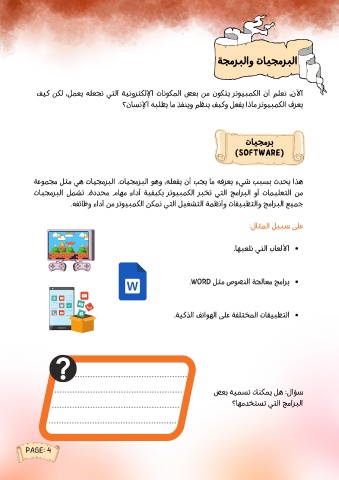 البرمجيات والبرمجة
الآن، نعلم أن الكمبيوتر يتكون من بعض المكونات الإلكترونية التي تجعله يعمل، لكن كيف
يعرف الكمبيوتر ماذا يفعل وكيف ينظم وينفذ ما يطلبه الإنسان؟
برمجيات
(SOFTWARE)
هذا يحدث بسبب شيء يعرفه ما يجب أن يفعله، وهو البرمجيات. البرمجيات هي مثل مجموعة
من التعليمات أو البرامج التي تخبر الكمبيوتر بكيفية أداء مهام محددة. تشمل البرمجيات
جميع البرامج والتطبيقات وأنظمة التشغيل التي تمكن الكمبيوتر من أداء وظائفه.
على سبيل المثال:
• الألعاب التي نلعبها.
• برامج معالجة النصوص مثل WORD.
W
• التطبيقات المختلفة على الهواتف الذكية.
?
سؤال: هل يمكنك تسمية بعض
البرامج التي تستخدمها؟
PAGE: 4